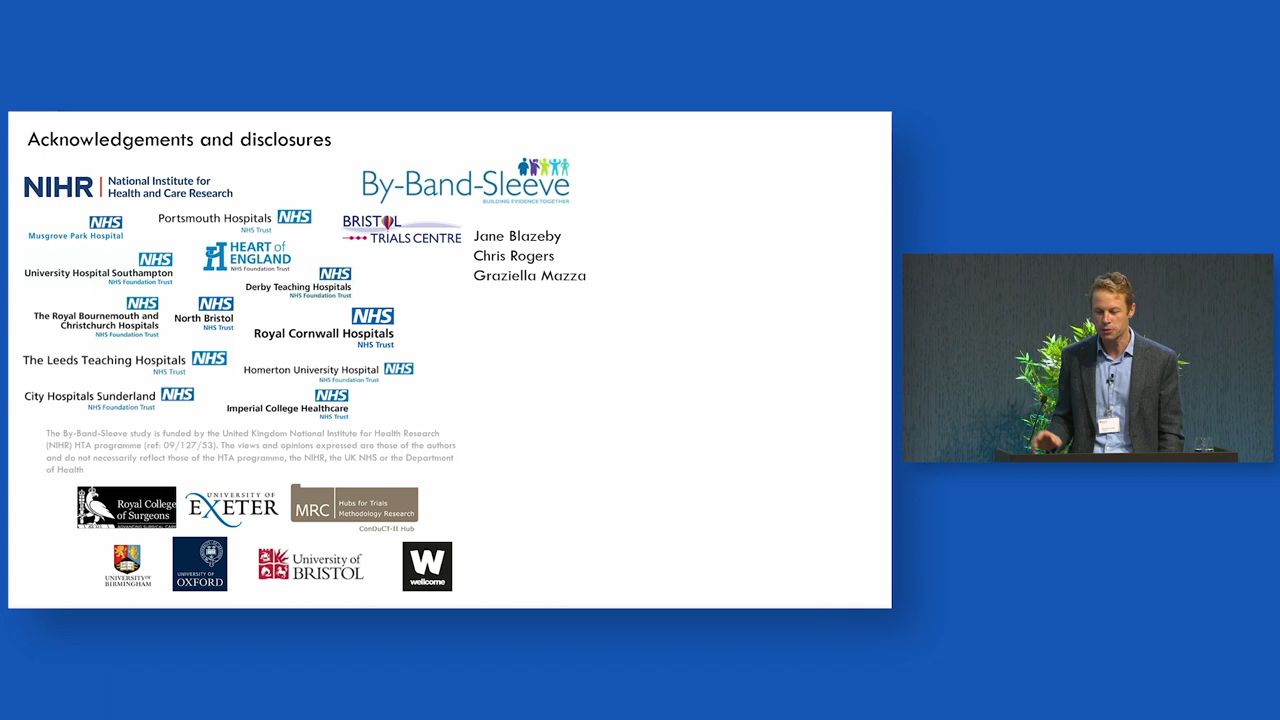 Acknowledgements and disclosures
NIHR | National Institute for
Health and Care Research
By-Band-Sleeve
BUILDING EVIDENCE TOGETHER
NHS
Musgrove Park Hospital
Portsmouth Hospitals NHS
NHS Trust
BRISTOL
TRIALS CENTRE
Jane Blazeby
Chris Rogers
Graziella Mazza
HEART of
ENGLAND
NHS Foundation Trust
NHS
University Hospital Southampton
NHS Foundation Trust
NHS
Derby Teaching Hospitals
NHS Foundation Trust
NHS
The Royal Bournemouth and
Christchurch Hospitals
NHS Foundation Trust
NHS
North Bristol
NHS Trust
NHS
Royal Cornwall Hospitals
NHS Trust
The Leeds Teaching Hospitals NHS
NHS Trust
Homerton University Hospital NHS
NHS Foundation Trust
City Hospitals Sunderland NHS
NHS Foundation Trust
NHS
Imperial College Healthcare
NHS Trust
The By-Band-Sleeve study is funded by the United Kingdom National Institute for Health Research
(NIHR) HTA programme (ref: 09/127/53). The views and opinions expressed are those of the authors
and do not necessarily reflect those of the HTA programme, the NIHR, the UK NHS or the Department
of Health
Royal College
of Surgeons
ADVANCING SURGICAL CARE
UNIVERSITY OF
EXETER
MRC | Hubs for Trials
Methodology Research
ConDuCT-II Hub
UNIVERSITY OF
BIRMINGHAM
UNIVERSITY OF
OXFORD
University of
BRISTOL
W
wellcome